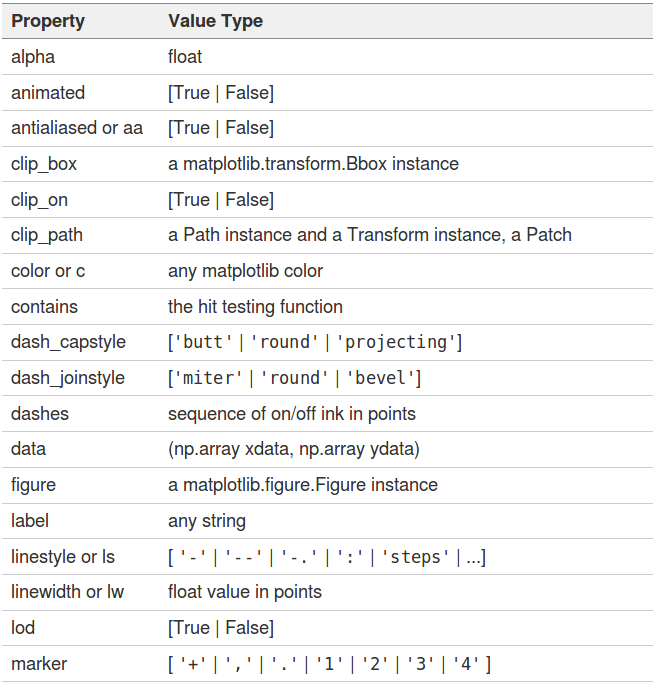 Property Value Type
alpha float
animated [True | False]
antialiased or aa [True | False]
clip_box a matplotlib.transform.Bbox instance
clip_on [True | False]
clip_path a Path instance and a Transform instance, a Patch
color or c any matplotlib color
contains the hit testing function
dash_capstyle ['butt' | 'round' | 'projecting']
dash_joinstyle ['miter' | 'round' | 'bevel']
dashes sequence of on/off ink in points
data (np.array xdata, np.array ydata)
figure a matplotlib.figure.Figure instance
label any string
linestyle or ls [ '-' | '--' | '-.' | ':' | 'steps' | ...]
linewidth or lw float value in points
lod [True | False]
marker [ '+' | ',' | '.' | '1' | '2' | '3' | '4' ]